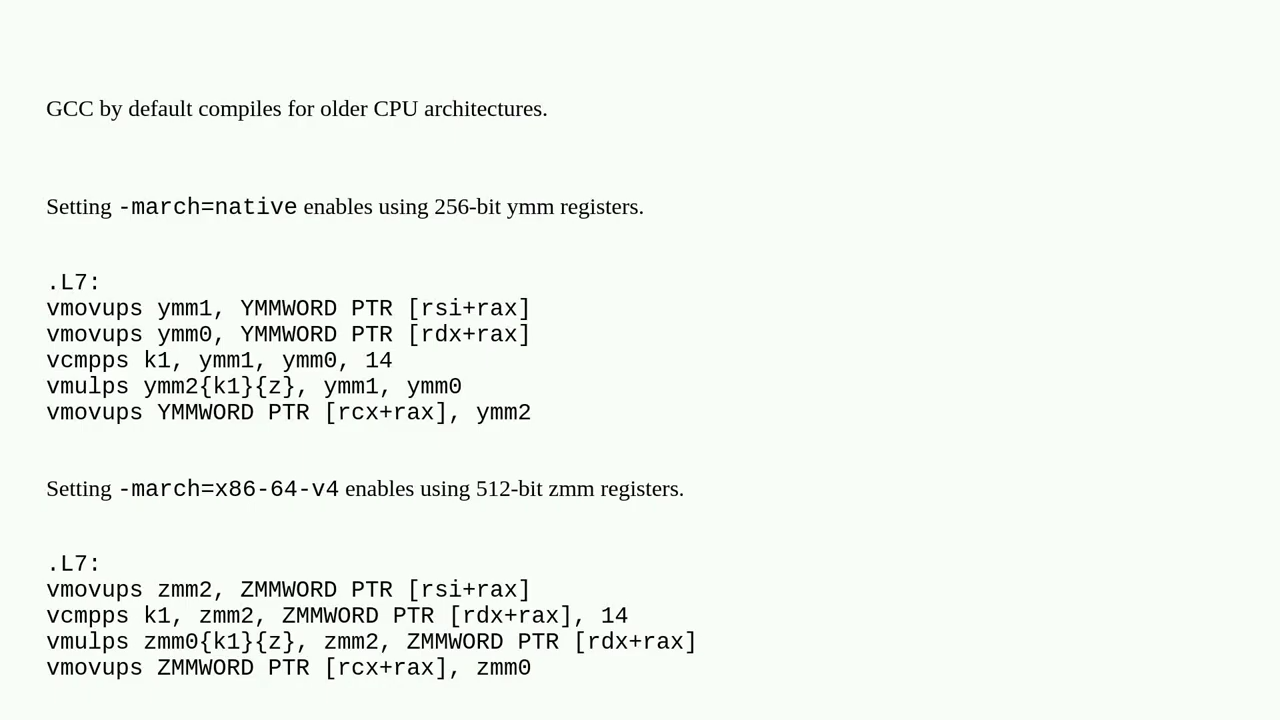 GCC by default compiles for older CPU architectures.
Setting -march=native enables using 256-bit ymm registers.
.L7:
vmovups ymm1, YMMWORD PTR [rsi+rax]
vmovups ymm0, YMMWORD PTR [rdx+rax]
vcmpps k1, ymm1, ymm0, 14
vmulps ymm2{k1}{z}, ymm1, ymm0
vmovups YMMWORD PTR [rcx+rax], ymm2
Setting -march=x86-64-v4 enables using 512-bit zmm registers.
.L7:
vmovups zmm2, ZMMWORD PTR [rsi+rax]
vcmpps k1, zmm2, ZMMWORD PTR [rdx+rax], 14
vmulps zmm0{k1}{z}, zmm2, ZMMWORD PTR [rdx+rax]
vmovups ZMMWORD PTR [rcx+rax], zmm0